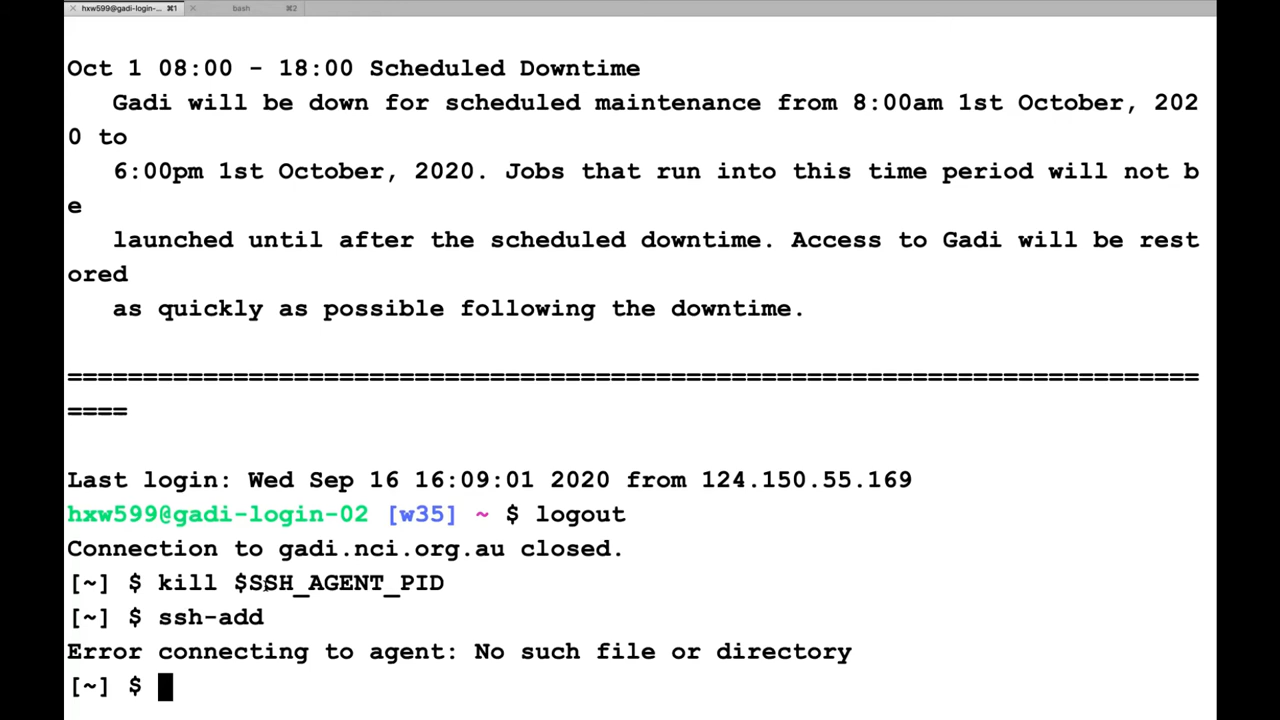 hxw599@gadi-login-... ⌘1 bash ⌘2
Oct 1 08:00 - 18:00 Scheduled Downtime
Gadi will be down for scheduled maintenance from 8:00am 1st October, 202
0 to
6:00pm 1st October, 2020. Jobs that run into this time period will not b
e
launched until after the scheduled downtime. Access to Gadi will be rest
ored
as quickly as possible following the downtime.
===========================================================================
====
Last login: Wed Sep 16 16:09:01 2020 from 124.150.55.169
hxw599@gadi-login-02 [w35] ~ $ logout
Connection to gadi.nci.org.au closed.
[~] $ kill $SSH_AGENT_PID
[~] $ ssh-add
Error connecting to agent: No such file or directory
[~] $